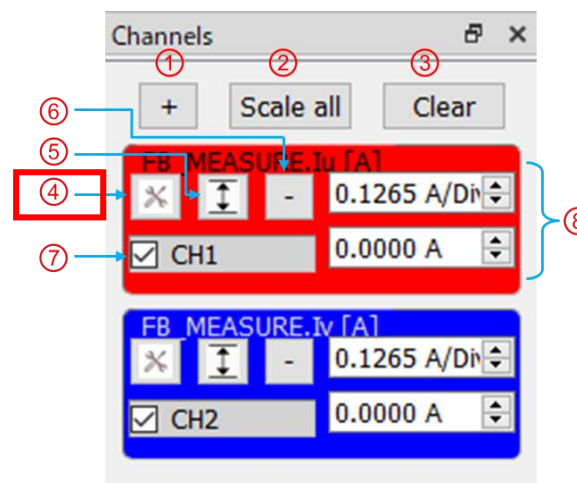 Channels
① ② ③
+ Scale all Clear
⑥
⑤
④
⑦
⑧
FB_MEASURE.Iu [A]
- 0.1265 A/Div
CH1 0.0000 A
FB_MEASURE.Iv [A]
- 0.1265 A/Div
CH2 0.0000 A